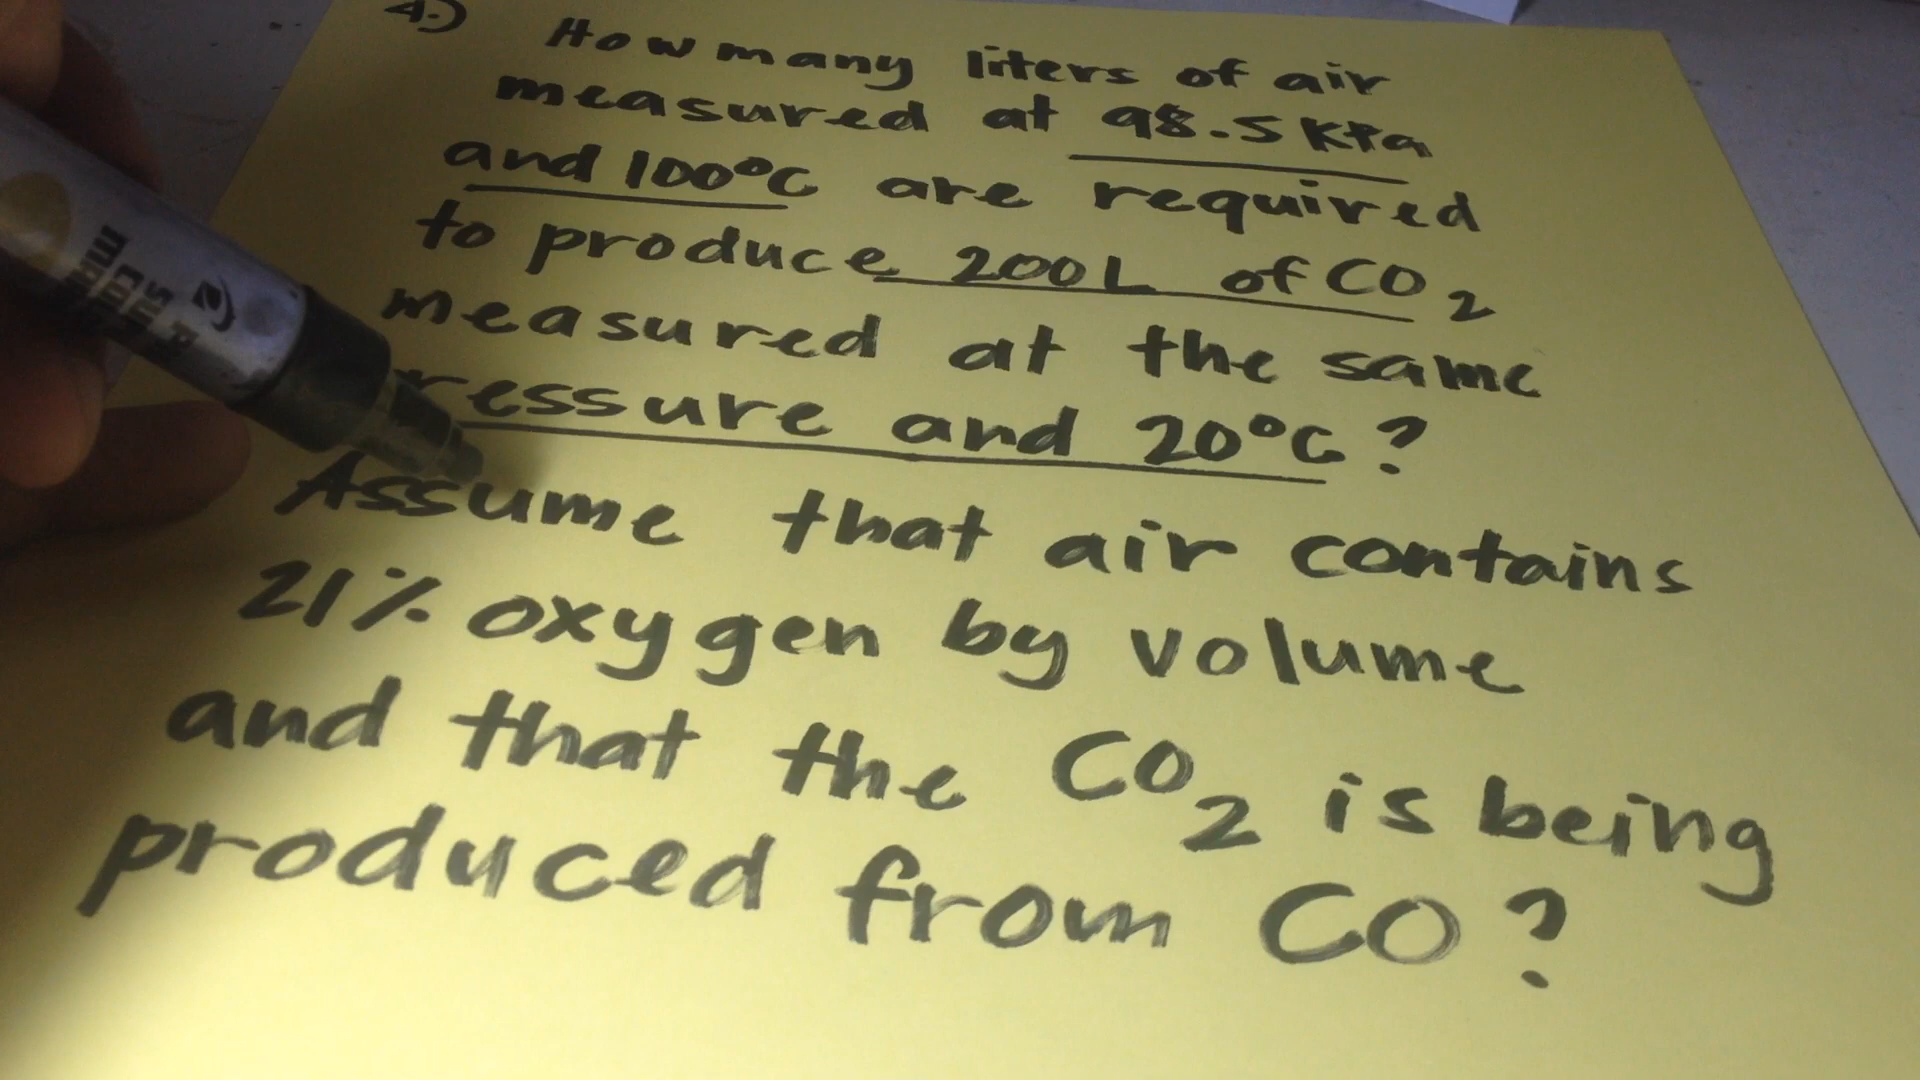 4.) How many liters of air
measured at 98.5 KPa
and 100°C are required
to produce 200L of CO2
measured at the same
ressure and 20°C?
Assume that air contains
21% oxygen by volume
and that the CO2 is being
produced from CO?